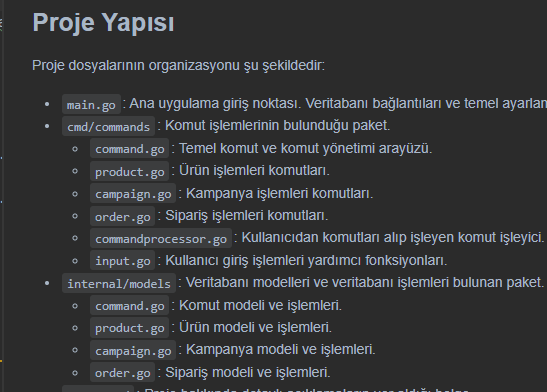 Proje Yapısı
Proje dosyalarının organizasyonu şu şekildedir:
main.go : Ana uygulama giriş noktası. Veritabanı bağlantıları ve temel
cmd/commands : Komut işlemlerinin bulunduğu paket.
command.go : Temel komut ve komut yönetimi arayüzü.
product.go : Ürün işlemleri komutları.
campaign.go : Kampanya işlemleri komutları.
order.go : Sipariş işlemleri komutları.
commandprocessor.go : Kullanıcıdan komutları alıp işleyen komut işleyici.
input.go : Kullanıcı giriş işlemleri yardımcı fonksiyonları.
internal/models : Veritabanı modelleri ve veritabanı işlemleri bulunan paket.
command.go : Komut modeli ve işlemleri.
product.go : Ürün modeli ve işlemleri.
campaign.go : Kampanya modeli ve işlemleri.
order.go : Sipariş modeli ve işlemleri.